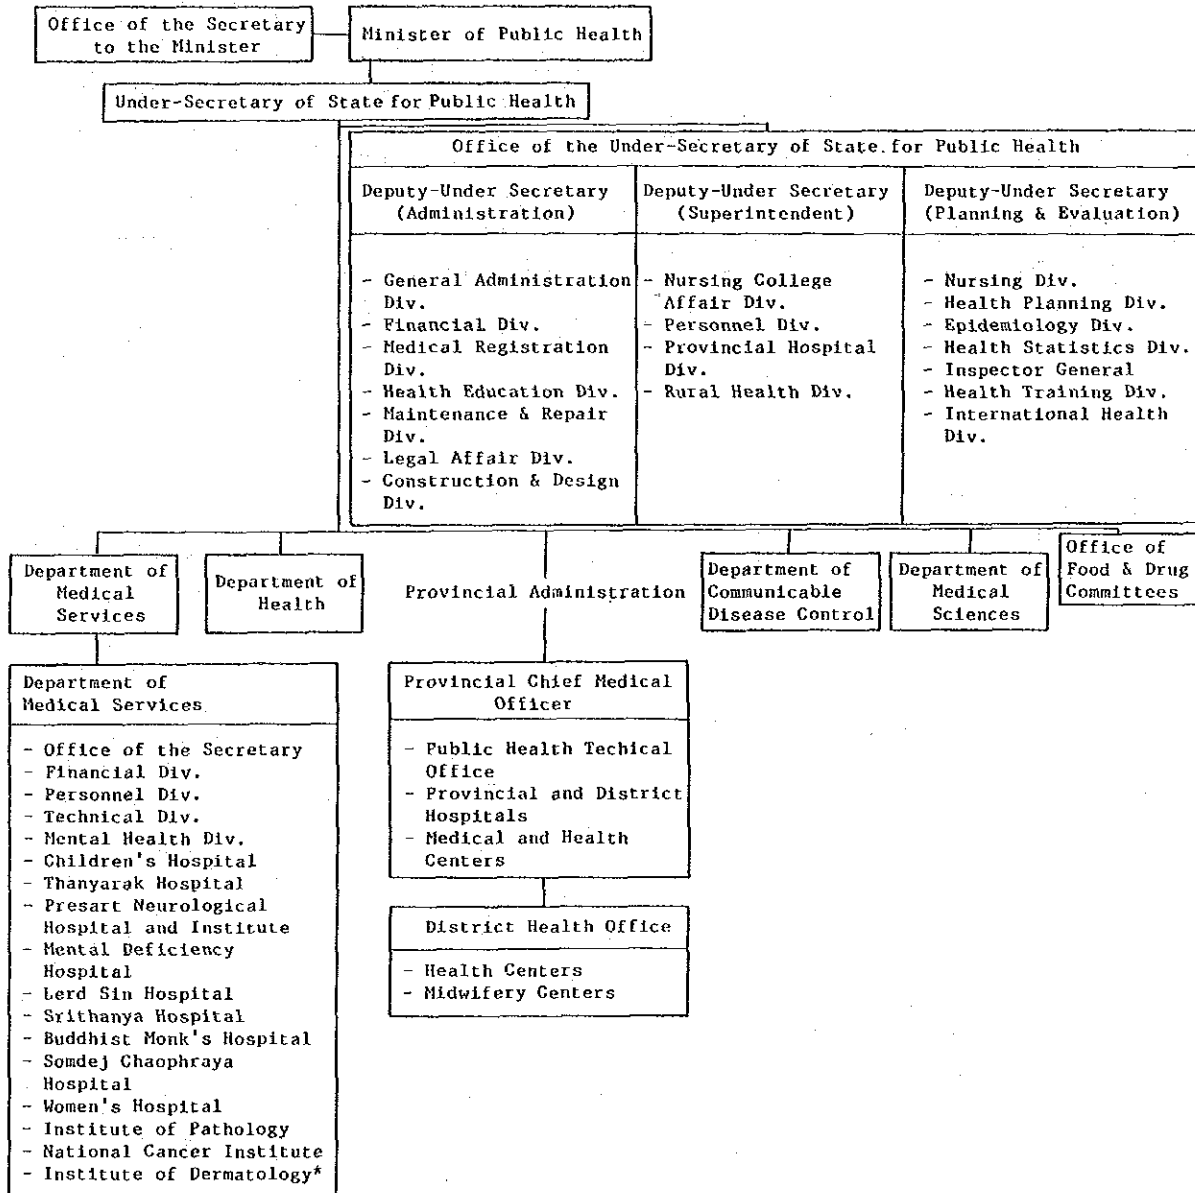 Office of the Secretary
to the Minister
Minister of Public Health
Under-Secretary of State for Public Health
Office of the Under-Secretary of State for Public Health
Deputy-Under Secretary
(Administration)
- General Administration
Div.
- Financial Div.
- Medical Registration
Div.
- Health Education Div.
- Maintenance & Repair
Div.
- Legal Affair Div.
- Construction & Design
Div.
Deputy-Under Secretary
(Superintendent)
- Nursing College
Affair Div.
- Personnel Div.
- Provincial Hospital
Div.
- Rural Health Div.
Deputy-Under Secretary
(Planning & Evaluation)
- Nursing Div.
- Health Planning Div.
- Epidemiology Div.
- Health Statistics Div.
- Inspector General
- Health Training Div.
- International Health
Div.
Department of
Medical
Services
Department of
Health
Provincial Administration
Department of
Communicable
Disease Control
Department of
Medical
Sciences
Office of
Food & Drug
Committees
Department of
Medical Services
- Office of the Secretary
- Financial Div.
- Personnel Div.
- Technical Div.
- Mental Health Div.
- Children's Hospital
- Thanyarak Hospital
- Presart Neurological
Hospital and Institute
- Mental Deficiency
Hospital
- Lerd Sin Hospital
- Srithanya Hospital
- Buddhist Monk's Hospital
- Somdej Chaophraya
Hospital
- Women's Hospital
- Institute of Pathology
- National Cancer Institute
- Institute of Dermatology*
Provincial Chief Medical
Officer
- Public Health Techical
Office
- Provincial and District
Hospitals
- Medical and Health
Centers
District Health Office
- Health Centers
- Midwifery Centers